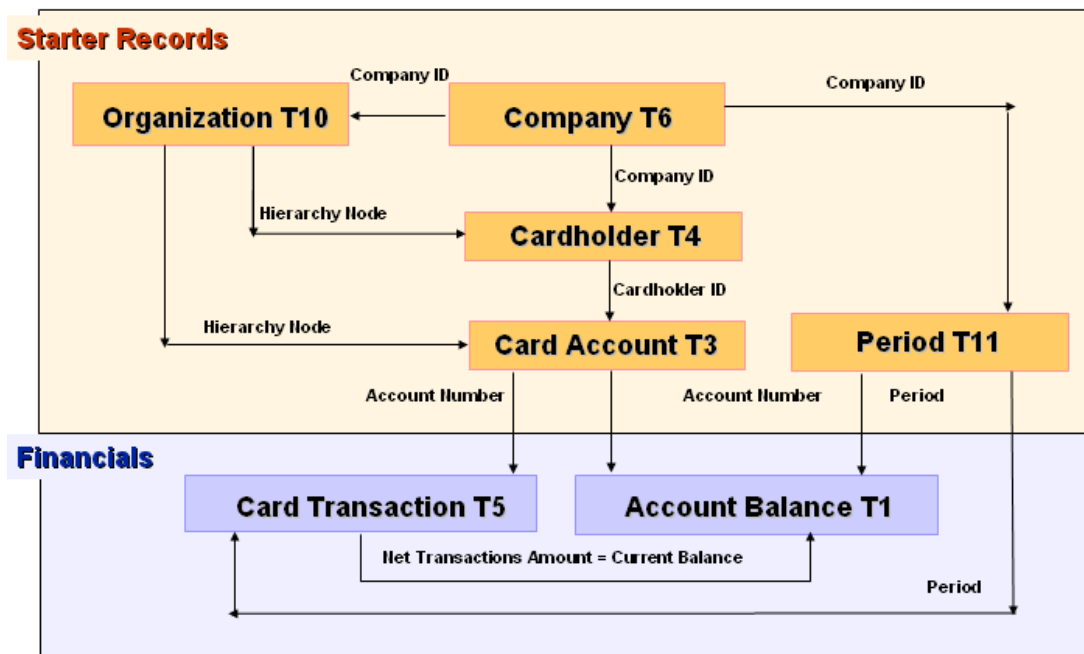 Starter Records
Company ID
Company ID
Organization T10
Company T6
Company ID
Hierarchy Node
Cardholder T4
Cardholder ID
Hierarchy Node
Card Account T3
Period T11
Account Number
Account Number
Period
Financials
Card Transaction T5
Account Balance T1
Net Transactions Amount = Current Balance
Period